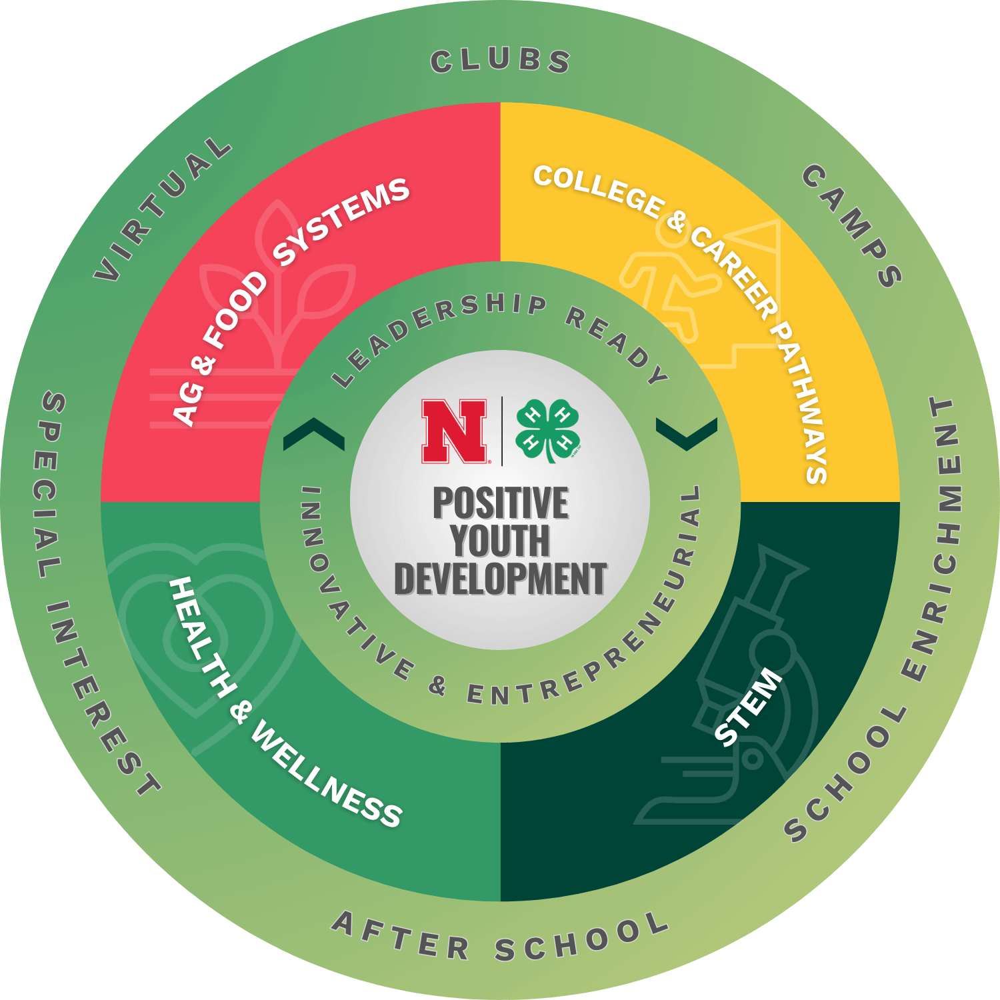 CLUBS
CAMPS
SCHOOL ENRICHMENT
AFTER SCHOOL
SPECIAL INTEREST
VIRTUAL
AG & FOOD SYSTEMS
COLLEGE & CAREER PATHWAYS
STEM
HEALTH & WELLNESS
LEADERSHIP READY
INNOVATIVE & ENTREPRENEURIAL
N
H H H H
POSITIVE
YOUTH
DEVELOPMENT